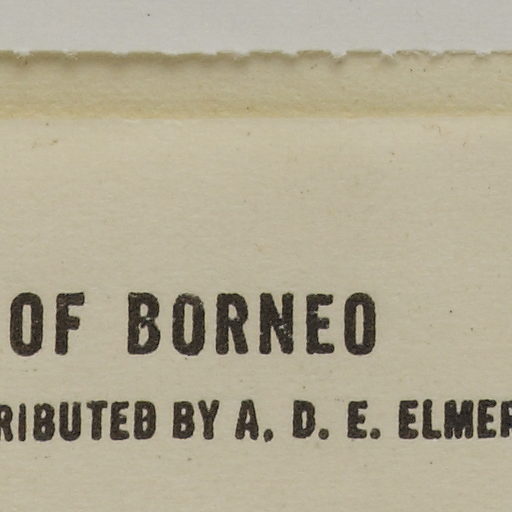 OF BORNEO
RIBUTED BY A. D. E. ELMER